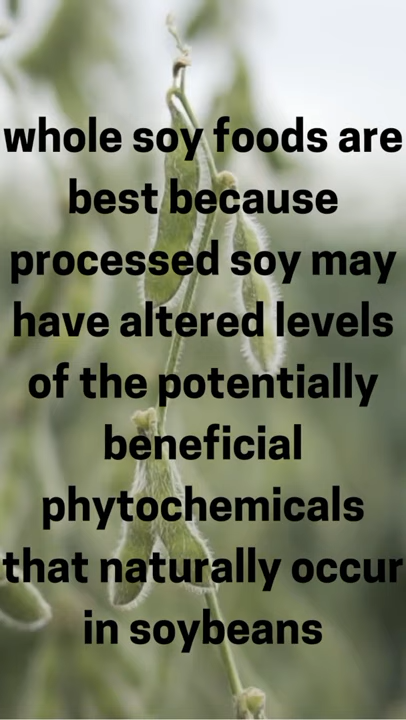 whole soy foods are
best because
processed soy may
have altered levels
of the potentially
beneficial
phytochemicals
that naturally occur
in soybeans